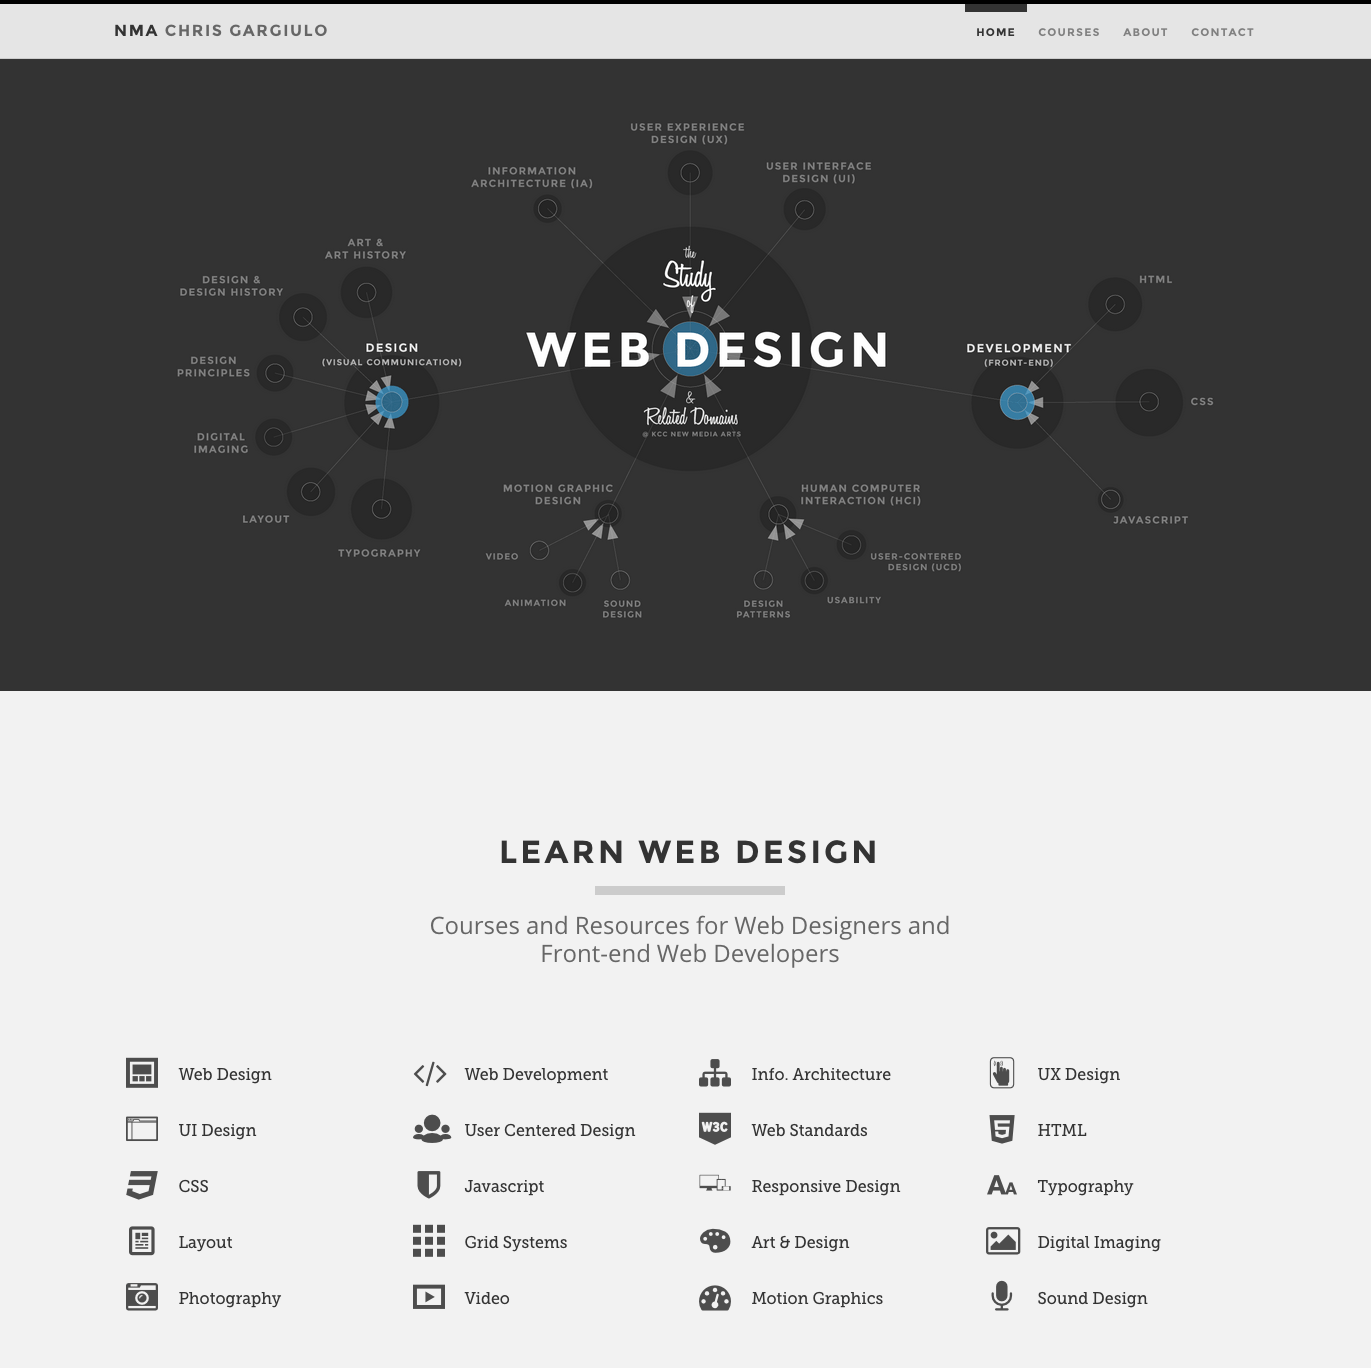 NMA CHRIS GARGIULO
HOME COURSES ABOUT CONTACT
USER EXPERIENCE
DESIGN (UX)
INFORMATION
ARCHITECTURE (IA)
USER INTERFACE
DESIGN (UI)
ART &
ART HISTORY
DESIGN &
DESIGN HISTORY
HTML
the
Study
of
WEB DESIGN
&
Related Domains
@ KCC NEW MEDIA ARTS
DESIGN
(VISUAL COMMUNICATION)
DEVELOPMENT
(FRONT-END)
DESIGN
PRINCIPLES
CSS
DIGITAL
IMAGING
LAYOUT
TYPOGRAPHY
MOTION GRAPHIC
DESIGN
HUMAN COMPUTER
INTERACTION (HCI)
JAVASCRIPT
VIDEO
USER-CONTERED
DESIGN (UCD)
ANIMATION
SOUND
DESIGN
DESIGN
PATTERNS
USABILITY
LEARN WEB DESIGN
Courses and Resources for Web Designers and
Front-end Web Developers
Web Design
Web Development
Info. Architecture
UX Design
UI Design
User Centered Design
W3C
Web Standards
5
HTML
CSS
Javascript
Responsive Design
AA
Typography
Layout
Grid Systems
Art & Design
Digital Imaging
Photography
Video
Motion Graphics
Sound Design